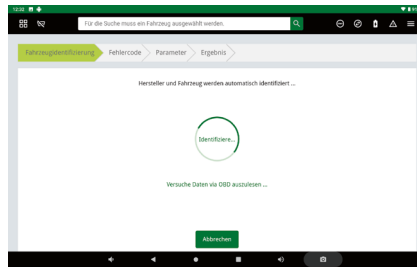 12:32
Für die Suche muss ein Fahrzeug ausgewählt werden.
Fahrzeugidentifizierung Fehlercode Parameter Ergebnis
Hersteller und Fahrzeug werden automatisch identifiziert ...
Identifiziere...
Versuche Daten via OBD auszulesen ...
Abbrechen